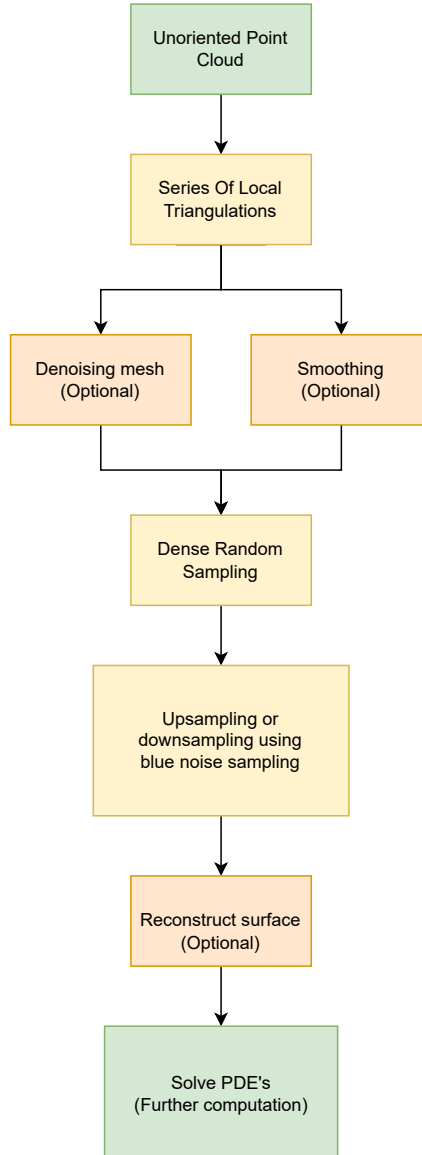 Unoriented Point
Cloud
Series Of Local
Triangulations
Denoising mesh
(Optional)
Smoothing
(Optional)
Dense Random
Sampling
Upsampling or
downsampling using
blue noise sampling
Reconstruct surface
(Optional)
Solve PDE's
(Further computation)